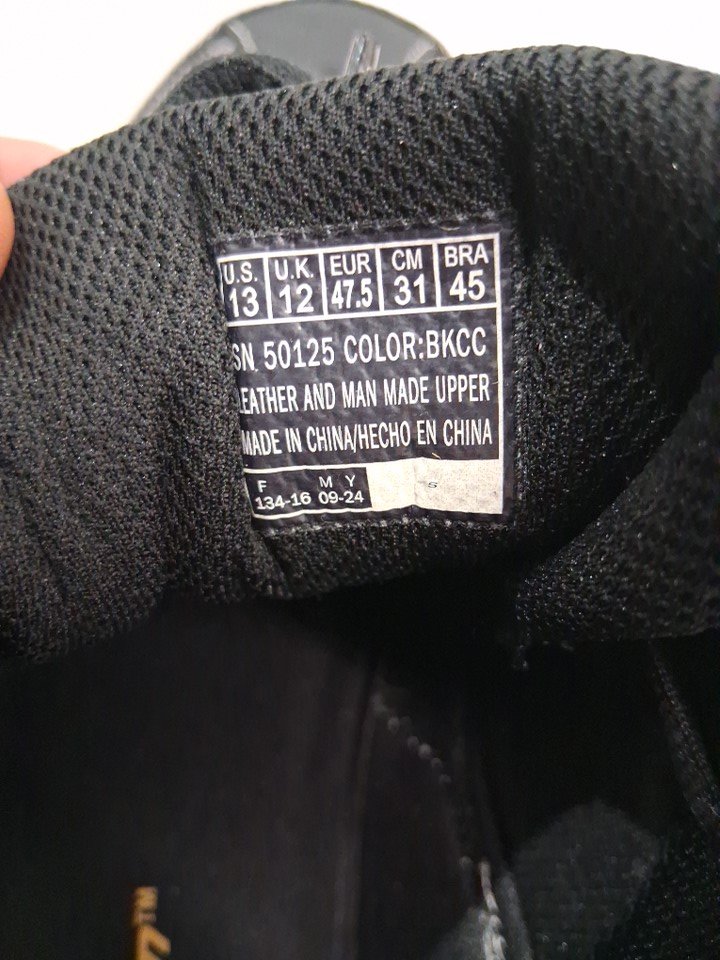 U.S. U.K. EUR CM BRA
13 12 47.5 31 45
SN 50125 COLOR:BKCC
LEATHER AND MAN MADE UPPER
MADE IN CHINA/HECHO EN CHINA
F M Y
134-16 09-24
S